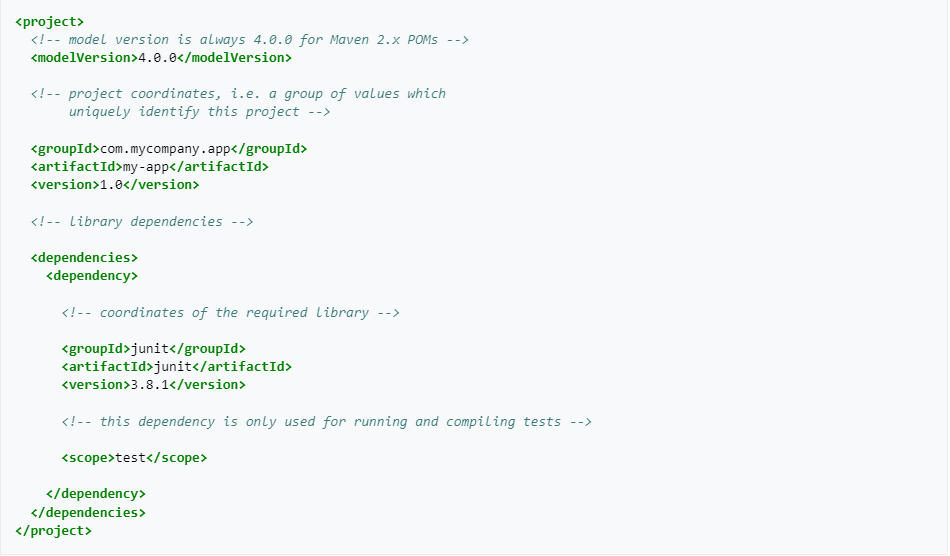 <project>
<!-- model version is always 4.0.0 for Maven 2.x POMs -->
<modelVersion>4.0.0</modelVersion>
<!-- project coordinates, i.e. a group of values which
uniquely identify this project -->
<groupId>com.mycompany.app</groupId>
<artifactId>my-app</artifactId>
<version>1.0</version>
<!-- library dependencies -->
<dependencies>
<dependency>
<!-- coordinates of the required library -->
<groupId>junit</groupId>
<artifactId>junit</artifactId>
<version>3.8.1</version>
<!-- this dependency is only used for running and compiling tests -->
<scope>test</scope>
</dependency>
</dependencies>
</project>